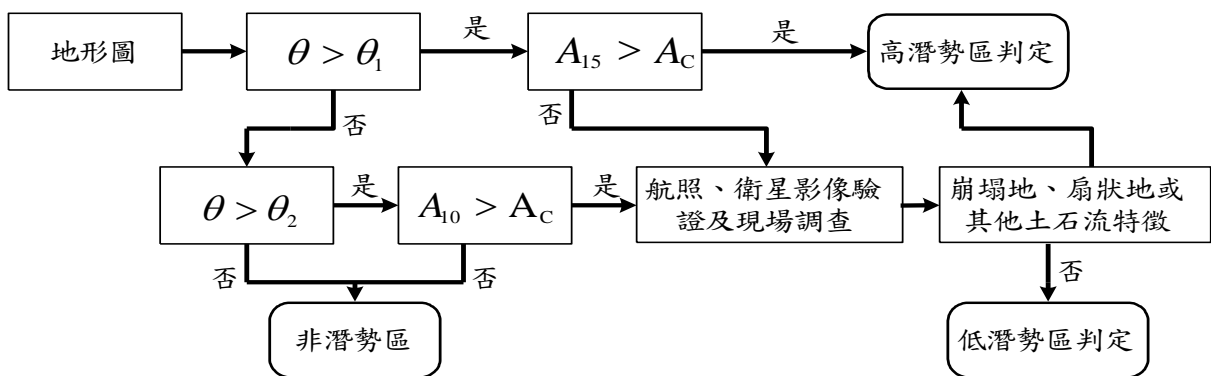 地形圖
θ > θ₁
是
A₁₅ > A_C
是
高潛勢區判定
否
否
θ > θ₂
是
A₁₀ > A_C
是
航照、衛星影像驗
證及現場調查
崩塌地、扇狀地或
其他土石流特徵
否
否
否
非潛勢區
低潛勢區判定